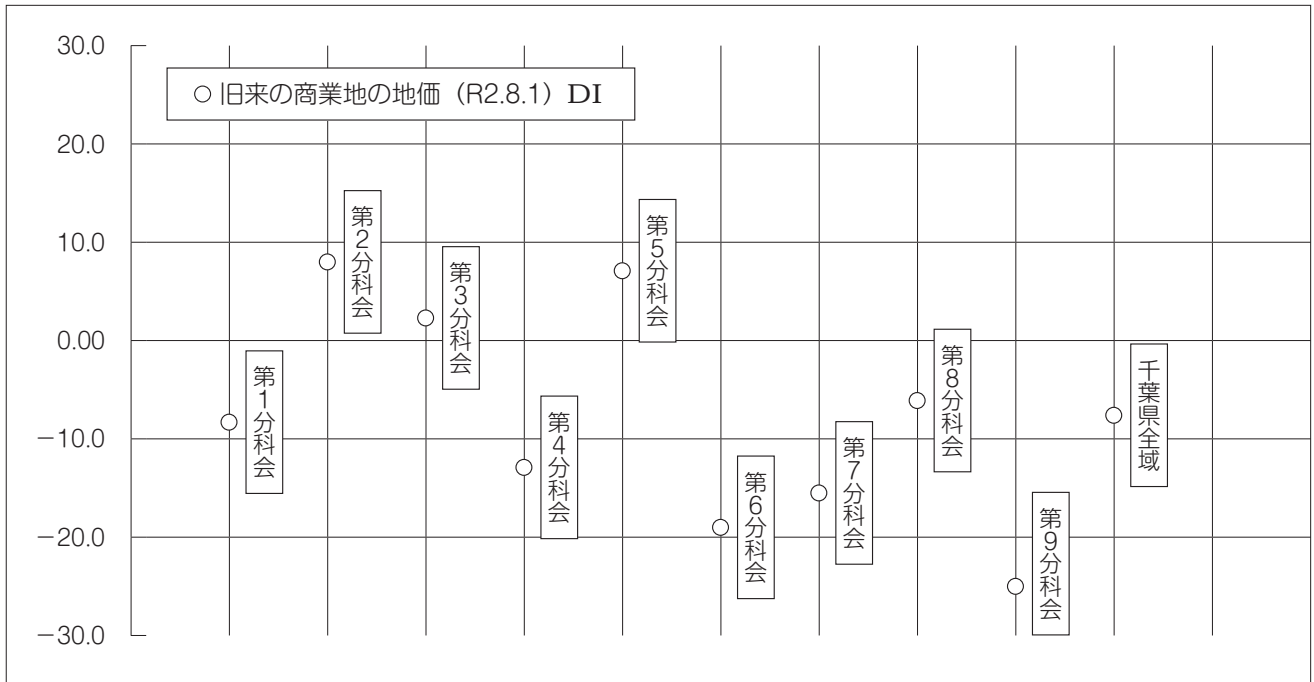 30.0
20.0
10.0
0.00
−10.0
−20.0
−30.0
○ 旧来の商業地の地価（R2.8.1）DI
第1分科会
第2分科会
第3分科会
第4分科会
第5分科会
第6分科会
第7分科会
第8分科会
第9分科会
千葉県全域